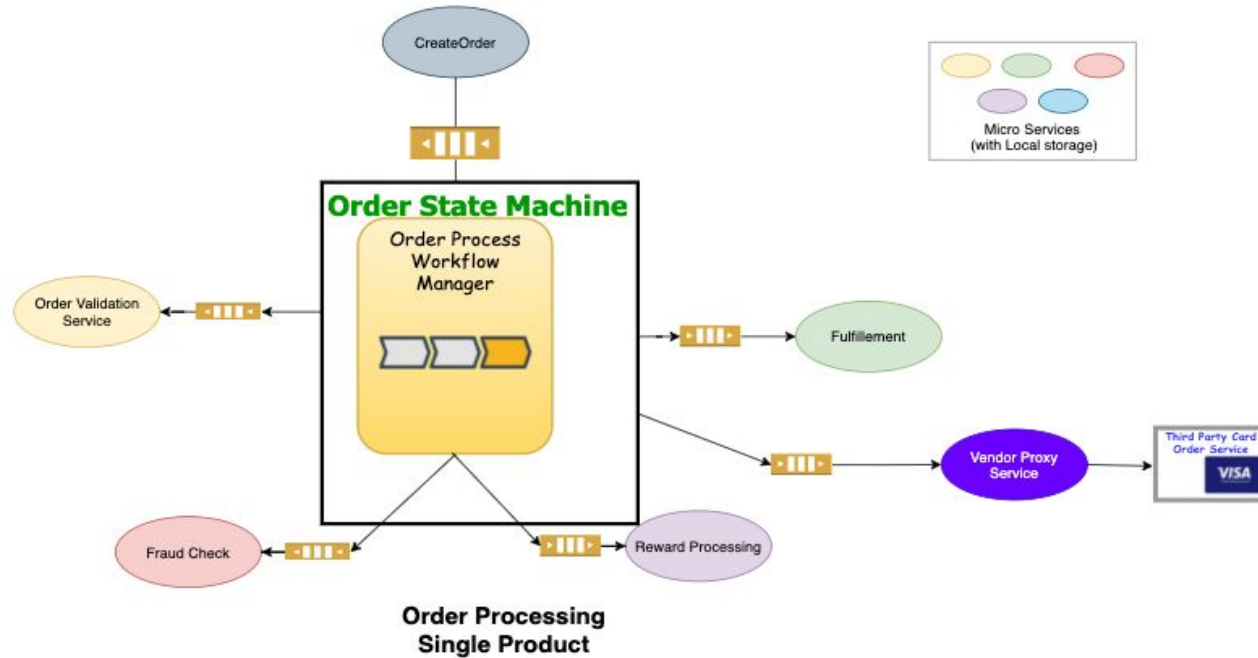 CreateOrder
Micro Services
(with Local storage)
Order State Machine
Order Process
Workflow
Manager
Order Validation
Service
Fulfillement
Third Party Card
Order Service
VISA
Vendor Proxy
Service
Fraud Check
Reward Processing
Order Processing
Single Product